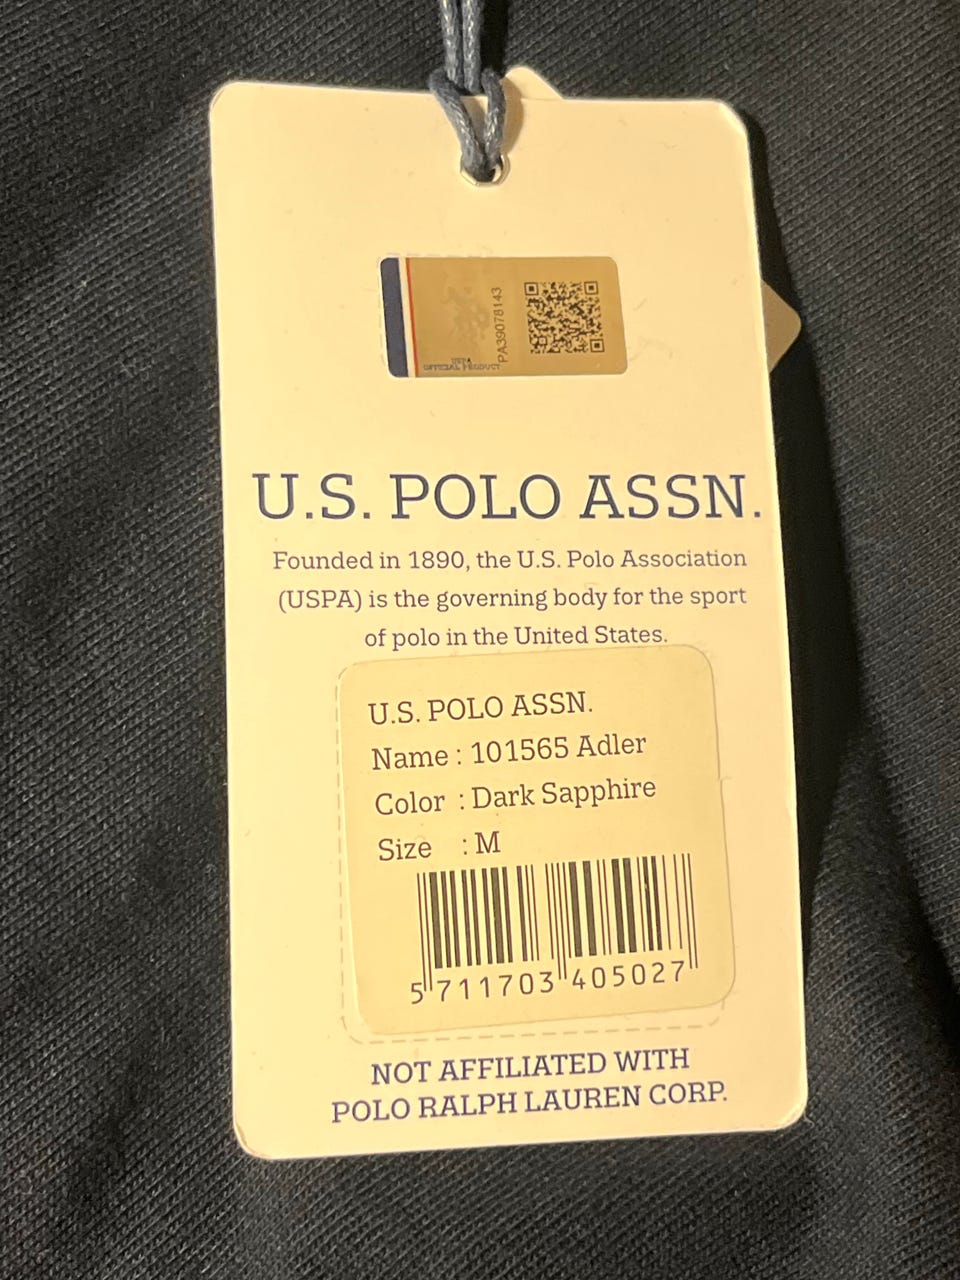 PA39078143
USPA
OFFICIAL PRODUCT
U.S. POLO ASSN.
Founded in 1890, the U.S. Polo Association
(USPA) is the governing body for the sport
of polo in the United States.
U.S. POLO ASSN.
Name : 101565 Adler
Color : Dark Sapphire
Size : M
5 711703 405027
NOT AFFILIATED WITH
POLO RALPH LAUREN CORP.